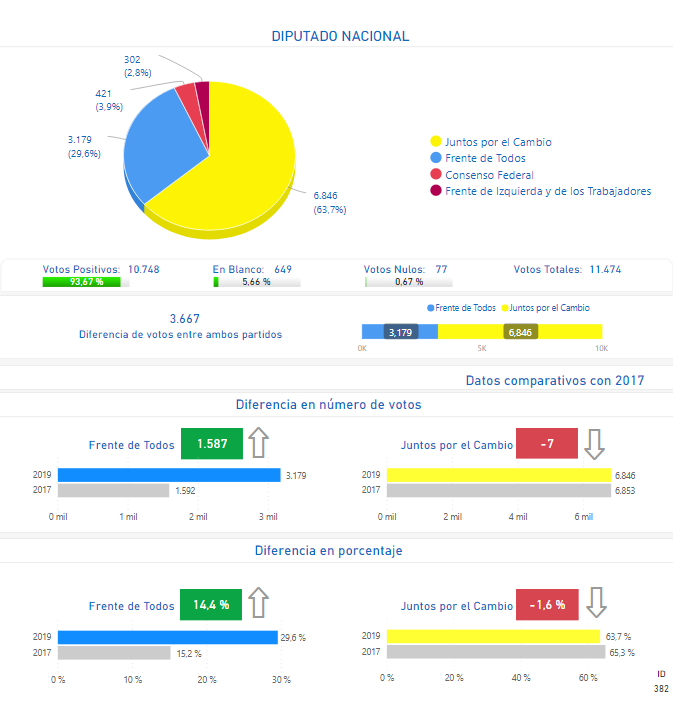 DIPUTADO NACIONAL
302
(2,8%)
421
(3,9%)
3.179
(29,6%)
6.846
(63,7%)
Juntos por el Cambio
Frente de Todos
Consenso Federal
Frente de Izquierda y de los Trabajadores
Votos Positivos: 10.748
93,67 %
En Blanco: 649
5,66 %
Votos Nulos: 77
0,67 %
Votos Totales: 11.474
3.667
Diferencia de votos entre ambos partidos
Frente de Todos Juntos por el Cambio
3,179 6,846
0K 5K 10K
Datos comparativos con 2017
Diferencia en número de votos
Frente de Todos 1.587
2019 3.179
2017 1.592
0 mil 1 mil 2 mil 3 mil
Juntos por el Cambio -7
2019 6.846
2017 6.853
0 mil 2 mil 4 mil 6 mil
Diferencia en porcentaje
Frente de Todos 14,4 %
2019 29,6 %
2017 15,2 %
0 % 10 % 20 % 30 %
Juntos por el Cambio -1,6 %
2019 63,7 %
2017 65,3 %
0 % 20 % 40 % 60 %
ID
382